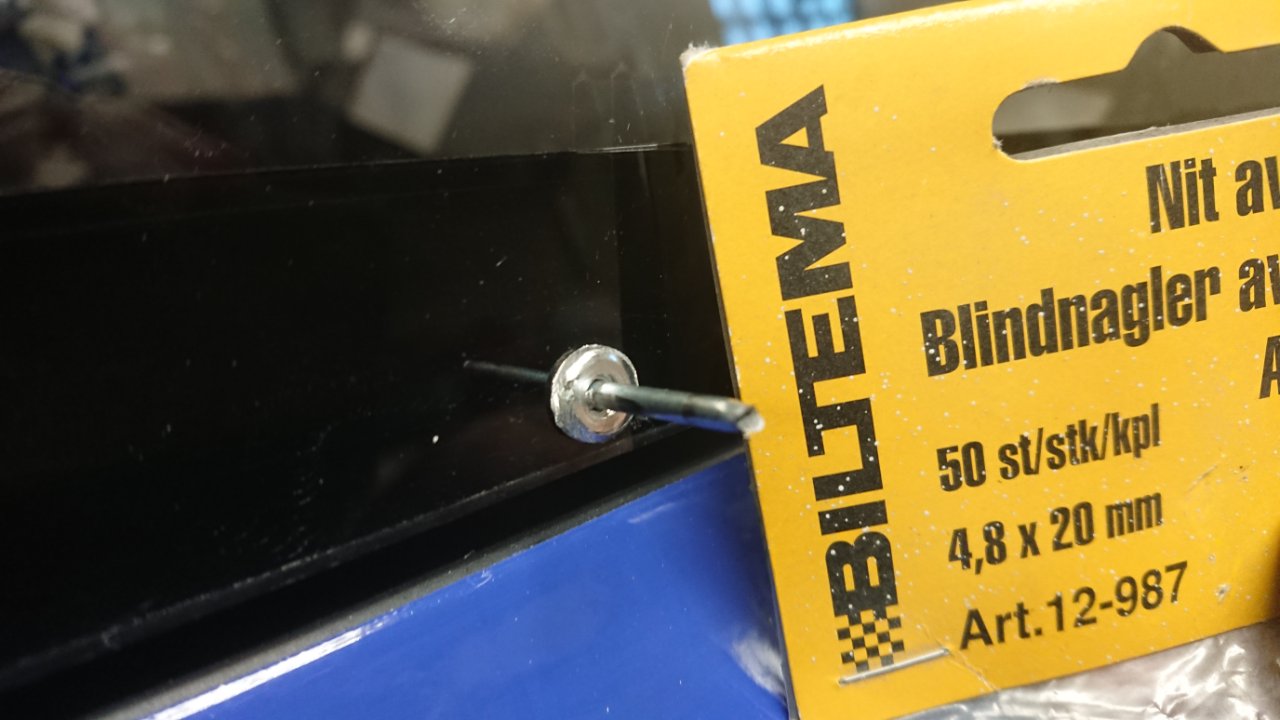 BILTEMA
Nit av
Blindnagler av
A
50 st/stk/kpl
4,8 x 20 mm
Art.12-987